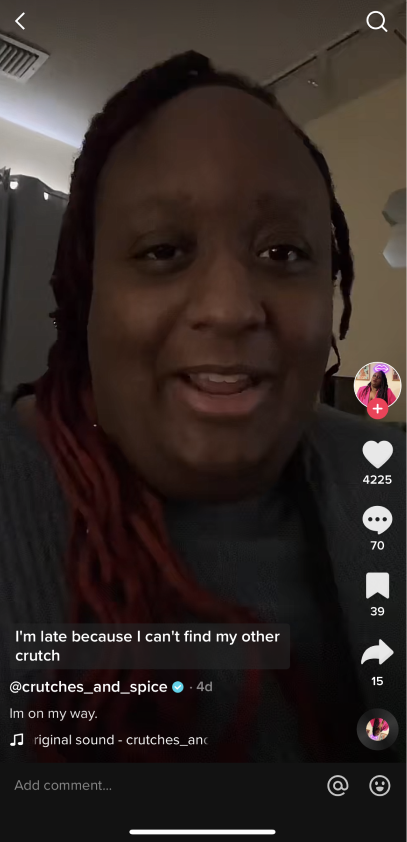 4225
70
39
15
I'm late because I can't find my other
crutch
@crutches_and_spice · 4d
Im on my way.
riginal sound - crutches_an
Add comment...